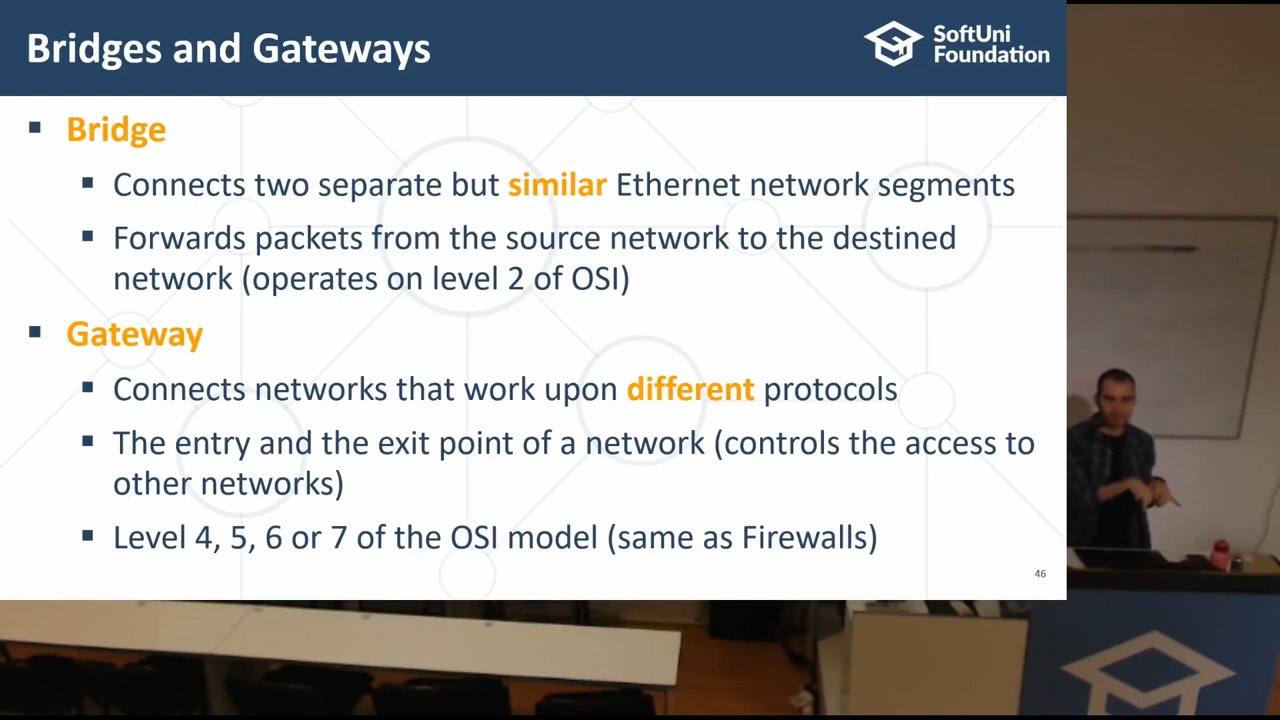 Bridges and Gateways
SoftUni
Foundation
▪ Bridge
▪ Connects two separate but similar Ethernet network segments
▪ Forwards packets from the source network to the destined
network (operates on level 2 of OSI)
▪ Gateway
▪ Connects networks that work upon different protocols
▪ The entry and the exit point of a network (controls the access to
other networks)
▪ Level 4, 5, 6 or 7 of the OSI model (same as Firewalls)
46